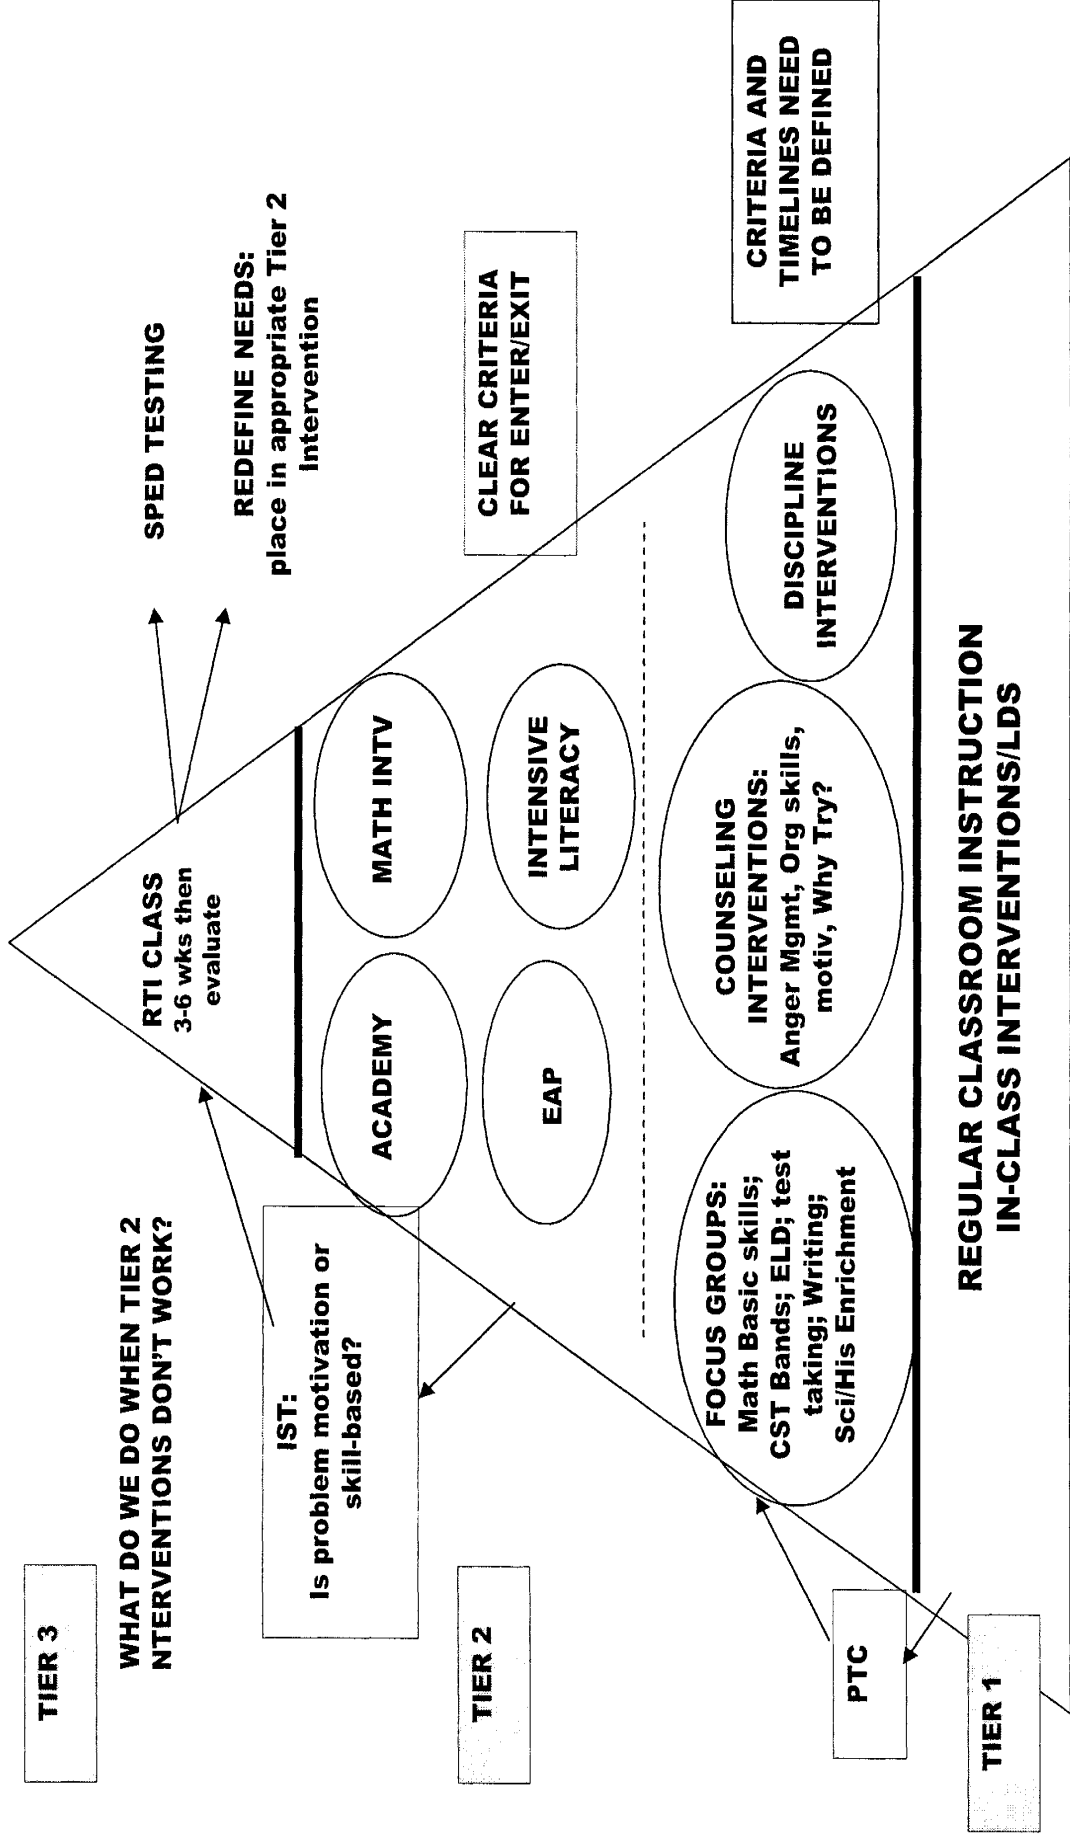 TIER 3
WHAT DO WE DO WHEN TIER 2
NTERVENTIONS DON'T WORK?
RTI CLASS
3-6 wks then
evaluate
SPED TESTING
REDEFINE NEEDS:
place in appropriate Tier 2
Intervention
IST:
Is problem motivation or
skill-based?
TIER 2
ACADEMY
MATH INTV
EAP
INTENSIVE
LITERACY
CLEAR CRITERIA
FOR ENTER/EXIT
FOCUS GROUPS:
Math Basic skills;
CST Bands; ELD; test
taking; Writing;
Sci/His Enrichment
COUNSELING
INTERVENTIONS:
Anger Mgmt, Org skills,
motiv, Why Try?
DISCIPLINE
INTERVENTIONS
CRITERIA AND
TIMELINES NEED
TO BE DEFINED
PTC
TIER 1
REGULAR CLASSROOM INSTRUCTION
IN-CLASS INTERVENTIONS/LDS